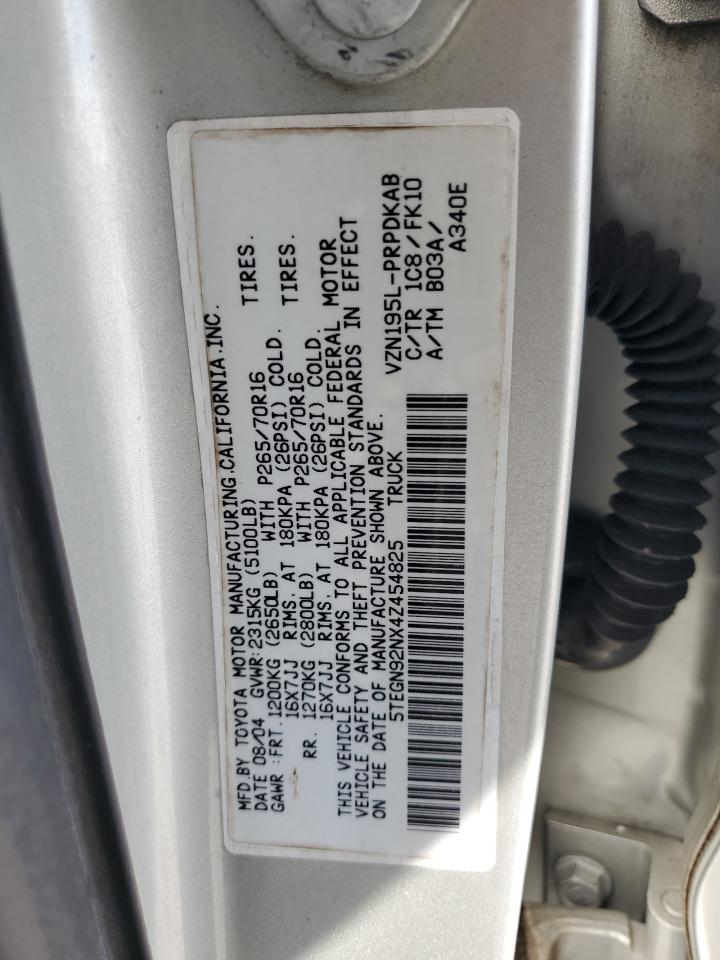 MFD.BY TOYOTA MOTOR MANUFACTURING.CALIFORNIA.INC.
DATE 08/04 GVWR:2315KG (5100LB)
GAWR :FRT.1200KG (2650LB) WITH P265/70R16 TIRES.
16X7JJ RIMS. AT 180KPA (26PSI) COLD.
RR. 1270KG (2800LB) WITH P265/70R16 TIRES.
16X7JJ RIMS. AT 180KPA (26PSI) COLD.
THIS VEHICLE CONFORMS TO ALL APPLICABLE FEDERAL MOTOR
VEHICLE SAFETY AND THEFT PREVENTION STANDARDS IN EFFECT
ON THE DATE OF MANUFACTURE SHOWN ABOVE.
5TEGN92NX4Z454825 TRUCK
VZN195L-PRPDKAB
C/TR 1C8/FK10
A/TM B03A/
A340E